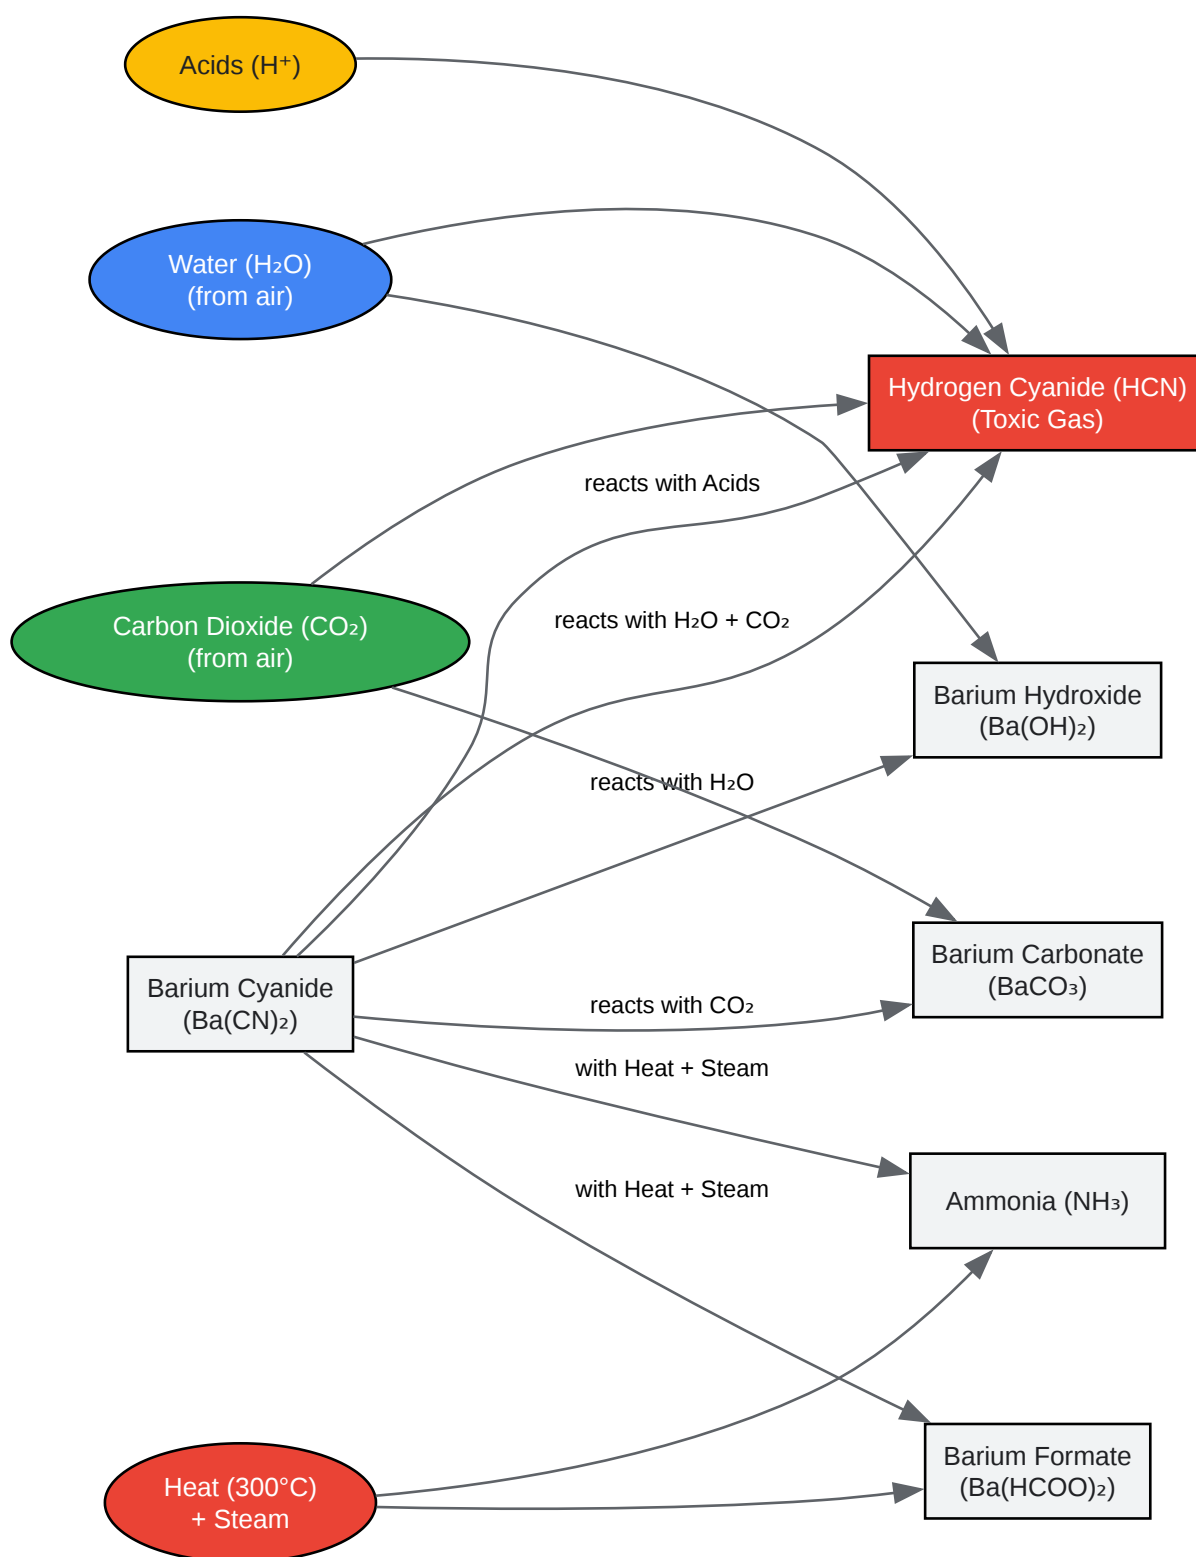 Acids (H⁺)
Water (H₂O)
(from air)
Hydrogen Cyanide (HCN)
(Toxic Gas)
reacts with Acids
reacts with H₂O + CO₂
Carbon Dioxide (CO₂)
(from air)
Barium Hydroxide
(Ba(OH)₂)
reacts with H₂O
Barium Carbonate
(BaCO₃)
Barium Cyanide
(Ba(CN)₂)
reacts with CO₂
with Heat + Steam
with Heat + Steam
Ammonia (NH₃)
Barium Formate
(Ba(HCOO)₂)
Heat (300°C)
+ Steam